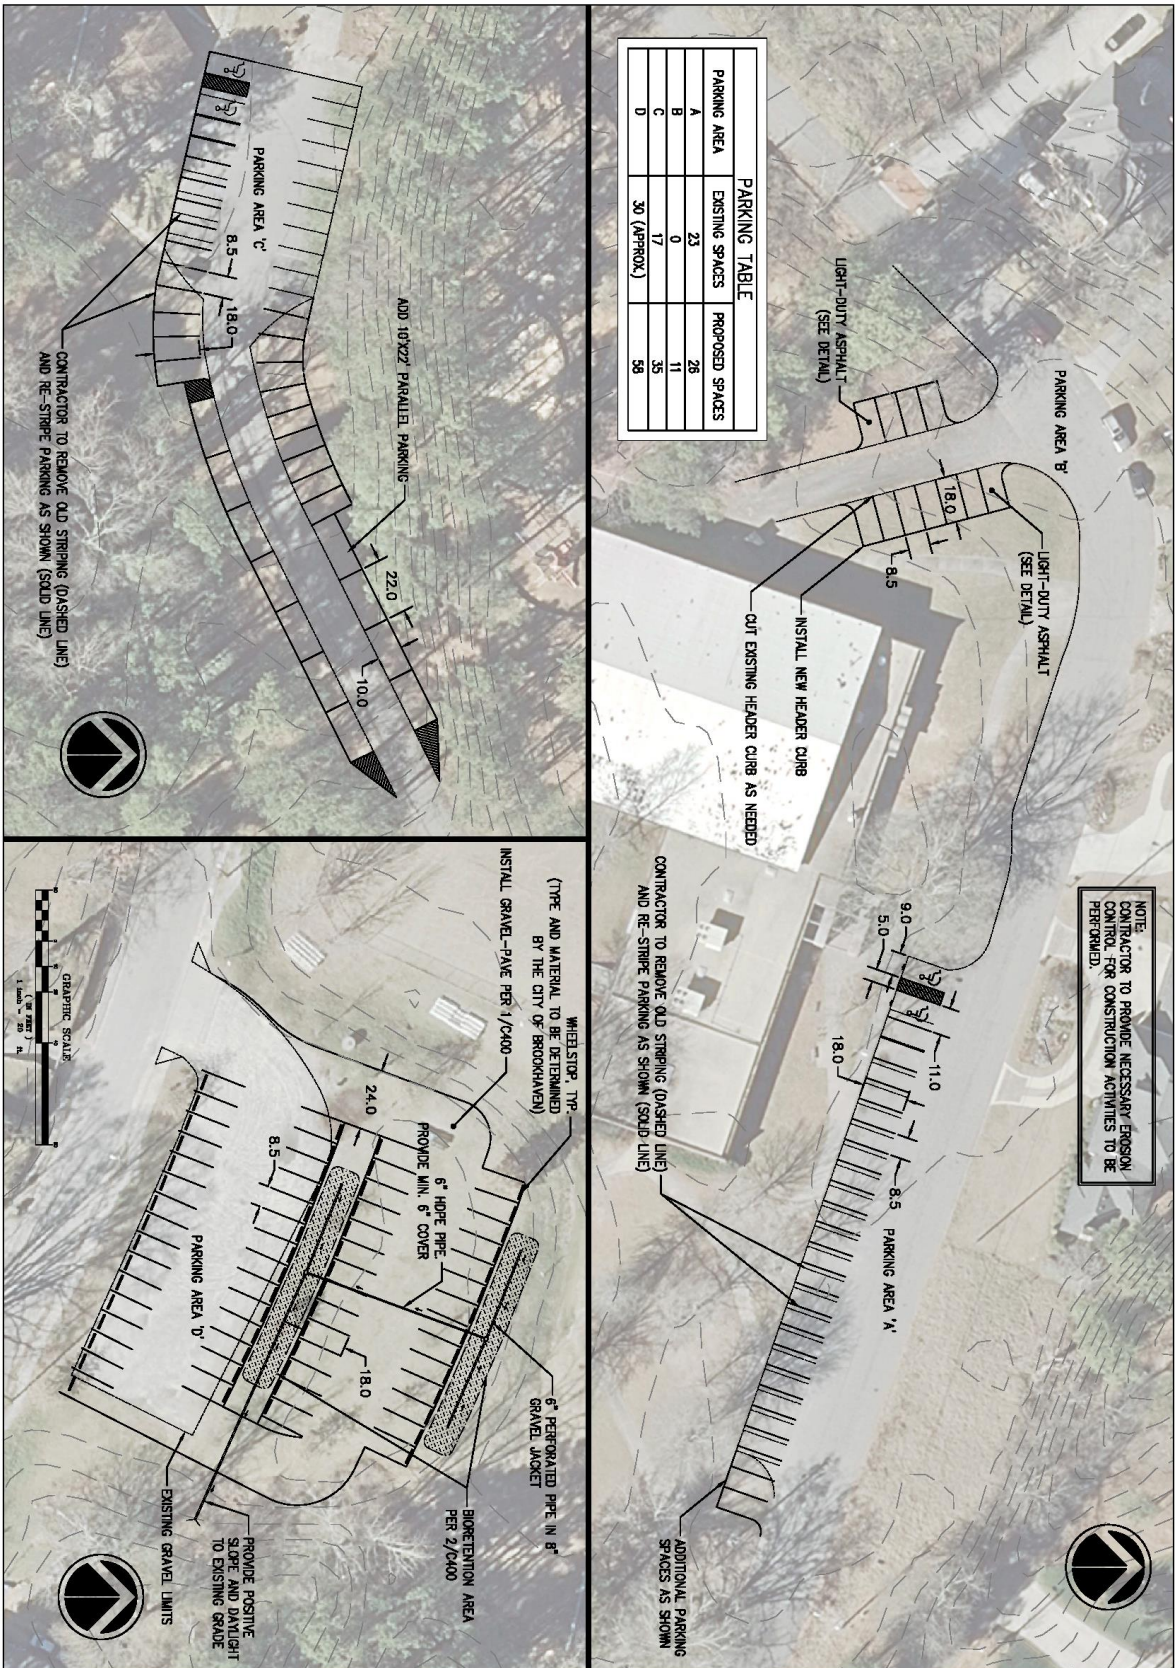 NOTE:
CONTRACTOR TO PROVIDE NECESSARY EROSION
CONTROL FOR CONSTRUCTION ACTIVITIES TO BE
PERFORMED.
PARKING TABLE
PARKING AREA EXISTING SPACES PROPOSED SPACES
A 23 26
B 0 11
C 17 35
D 30 (APPROX.) 58
PARKING AREA 'B'
LIGHT-DUTY ASPHALT
(SEE DETAIL)
LIGHT-DUTY ASPHALT
(SEE DETAIL)
18.0
8.5
INSTALL NEW HEADER CURB
CUT EXISTING HEADER CURB AS NEEDED
9.0
5.0
11.0
18.0
8.5
PARKING AREA 'A'
CONTRACTOR TO REMOVE OLD STRIPING (DASHED LINE)
AND RE-STRIPE PARKING AS SHOWN (SOLID LINE)
ADDITIONAL PARKING
SPACES AS SHOWN
PARKING AREA 'C'
8.5
18.0
ADD 10'X22' PARALLEL PARKING
22.0
10.0
CONTRACTOR TO REMOVE OLD STRIPING (DASHED LINE)
AND RE-STRIPE PARKING AS SHOWN (SOLID LINE)
WHEELSTOP, TYP.
(TYPE AND MATERIAL TO BE DETERMINED
BY THE CITY OF BROOKHAVEN)
INSTALL GRAVEL-PAVE PER 1/C400
24.0
6" HDPE PIPE
PROVIDE MIN. 6" COVER
8.5
PARKING AREA 'D'
18.0
6" PERFORATED PIPE IN 8"
GRAVEL JACKET
BIORETENTION AREA
PER 2/C400
PROVIDE POSITIVE
SLOPE AND DAYLIGHT
TO EXISTING GRADE
EXISTING GRAVEL LIMITS
GRAPHIC SCALE
( IN FEET )
1 inch = 20 ft.